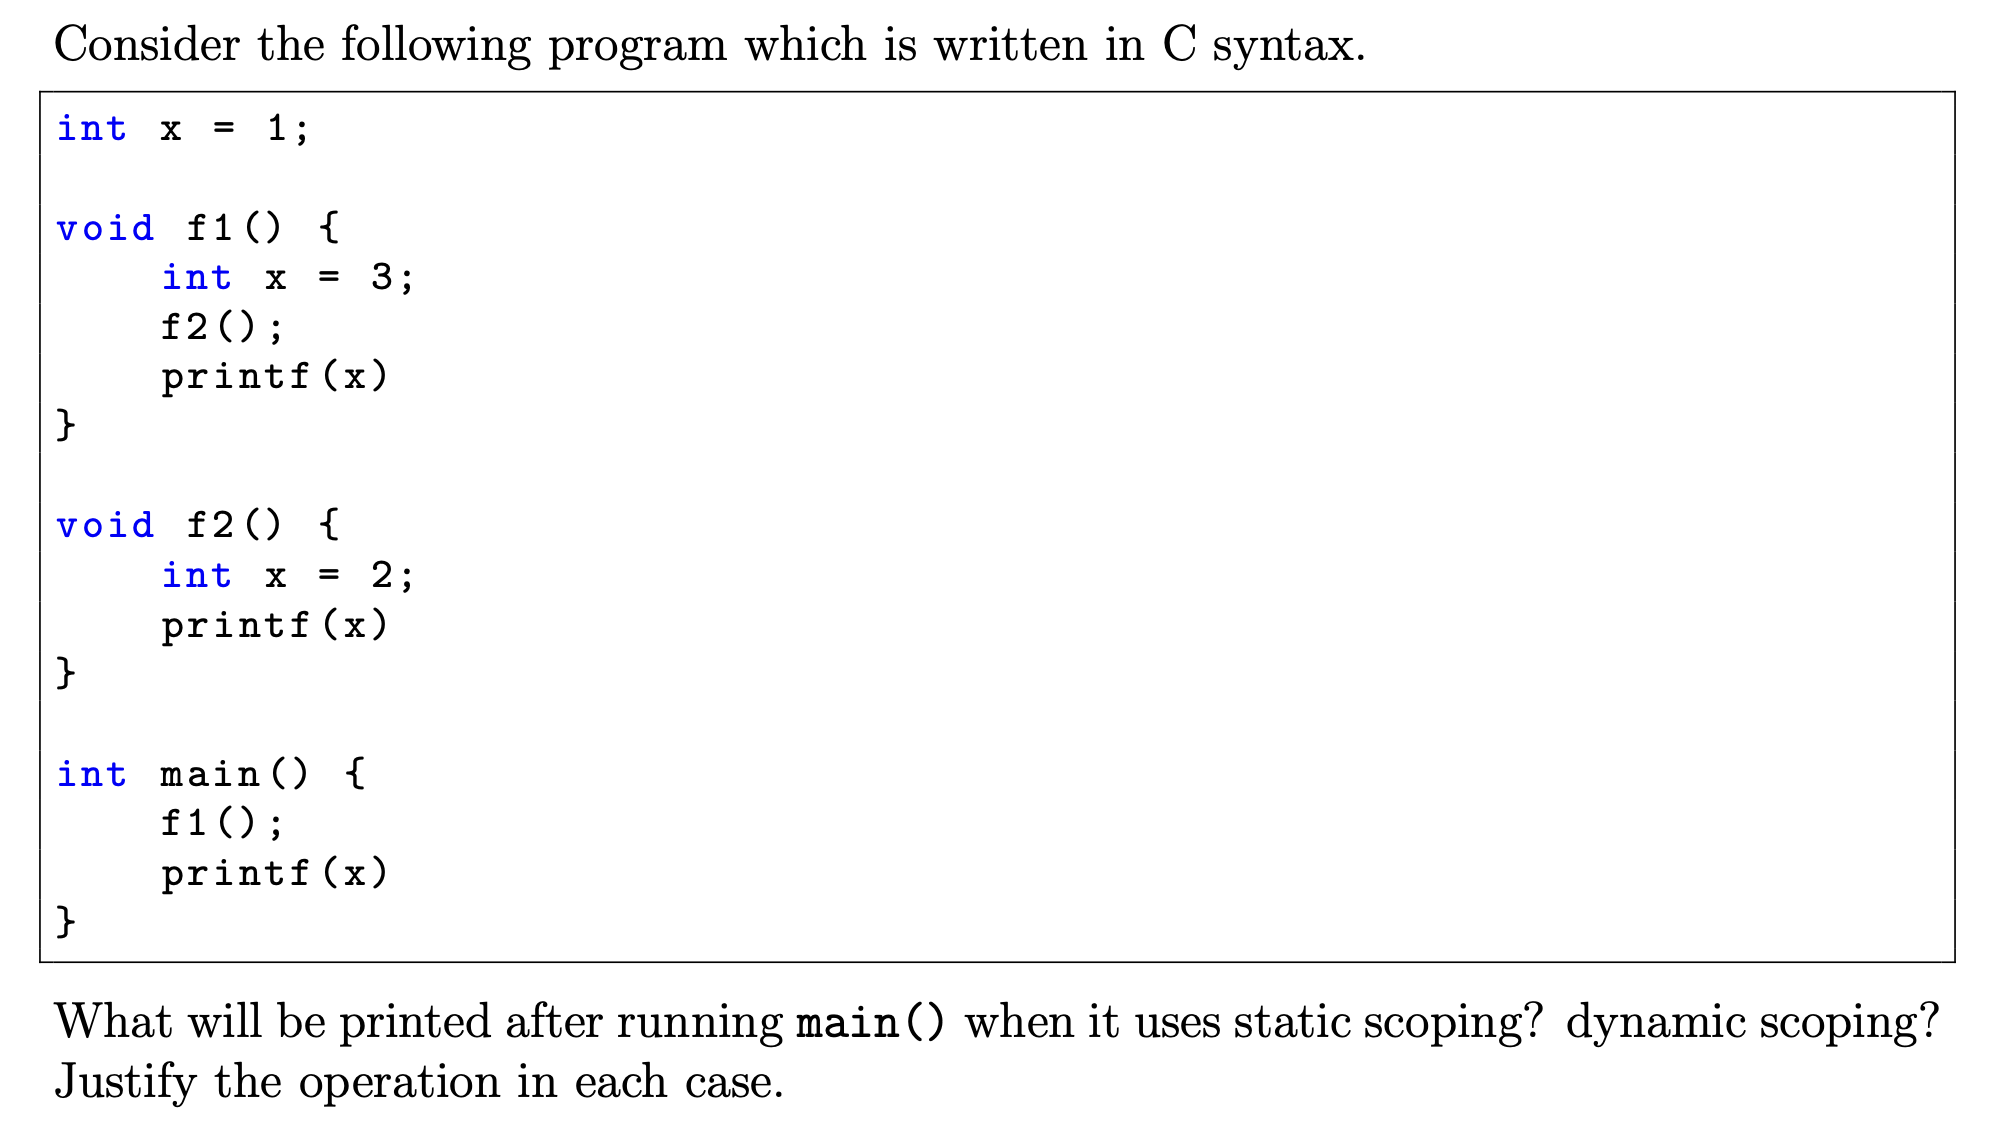 Consider the following program which is written in C syntax.
int x = 1;
void f1() {
    int x = 3;
    f2();
    printf(x)
}
void f2() {
    int x = 2;
    printf(x)
}
int main() {
    f1();
    printf(x)
}
What will be printed after running main() when it uses static scoping? dynamic scoping?
Justify the operation in each case.